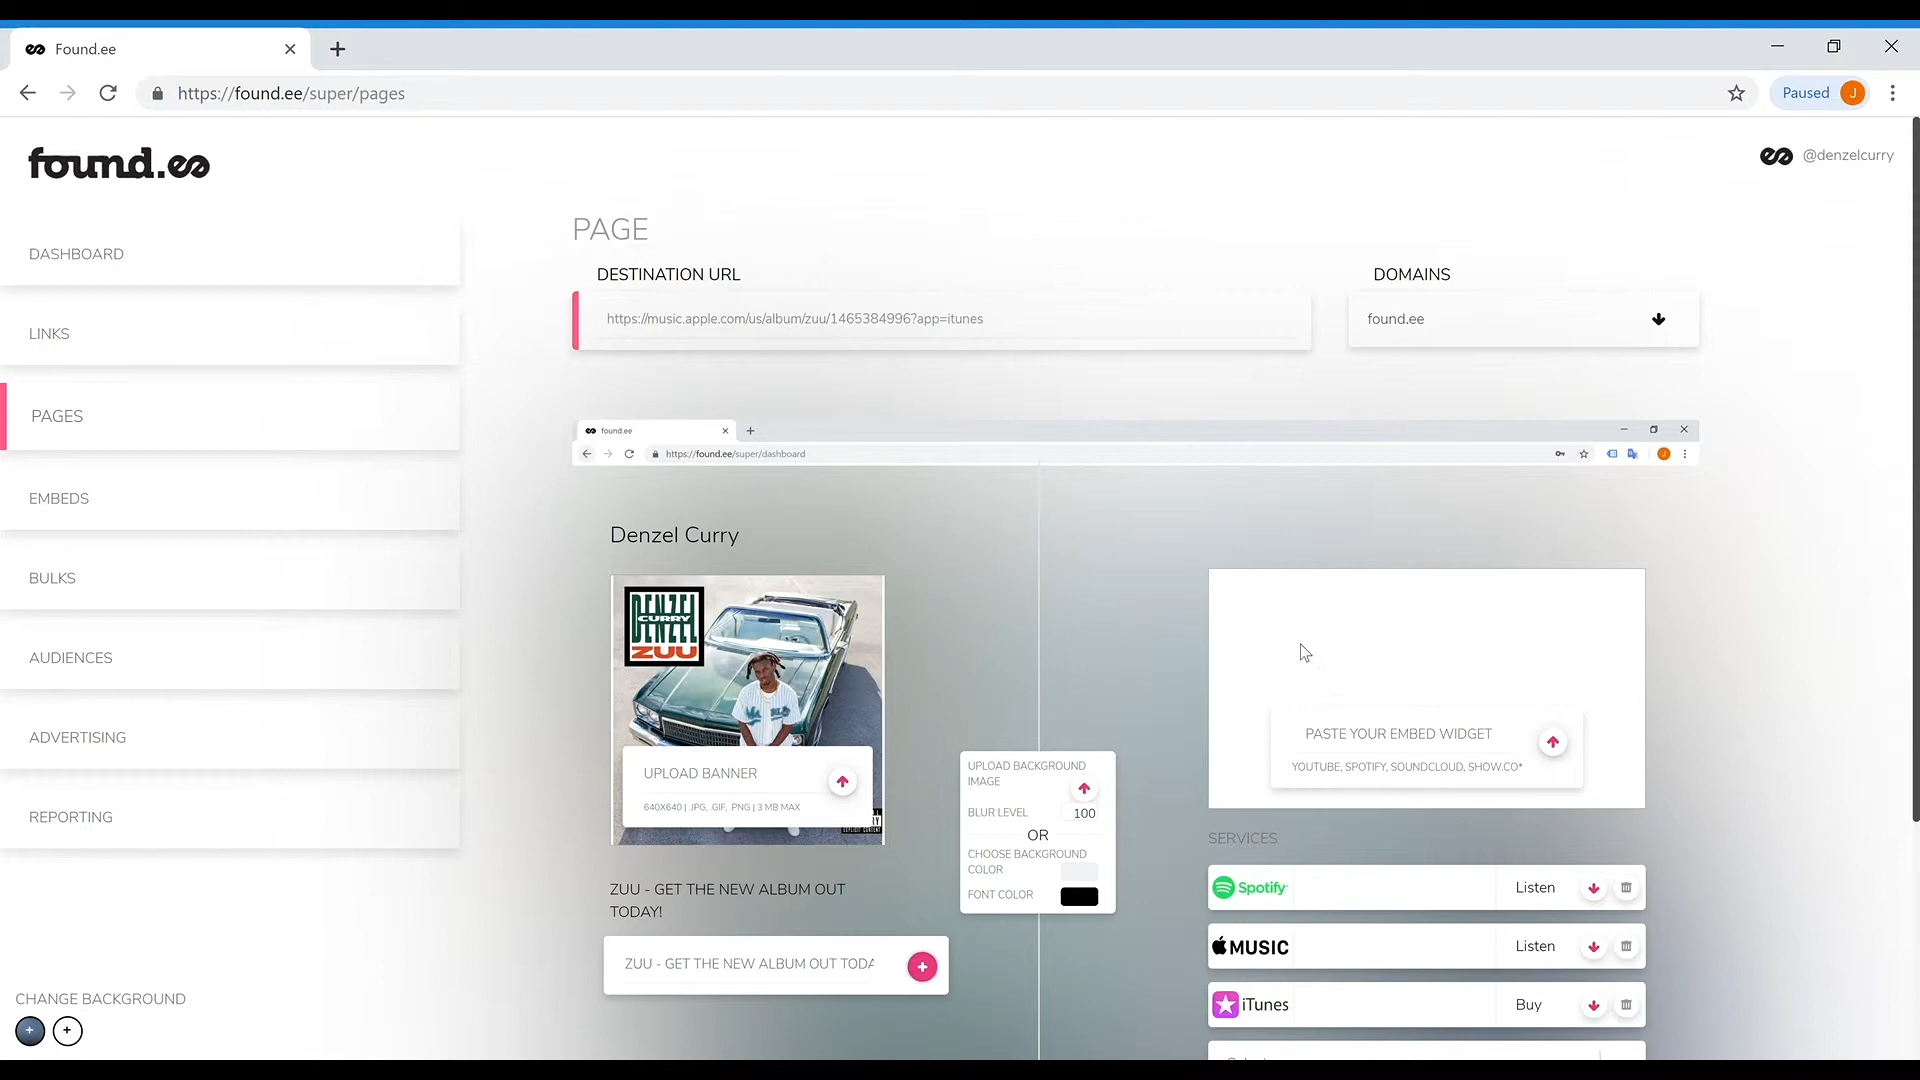 Found.ee
https://found.ee/super/pages
Paused
J
found.ee
@denzelcurry
DASHBOARD
LINKS
PAGES
EMBEDS
BULKS
AUDIENCES
ADVERTISING
REPORTING
CHANGE BACKGROUND
PAGE
DESTINATION URL
DOMAINS
https://music.apple.com/us/album/zuu/1465384996?app=itunes
found.ee
found.ee
https://found.ee/super/dashboard
J
Denzel Curry
DENZEL
CURRY
DENZEL
ZUU
UPLOAD BANNER
640X640 | .JPG, .GIF, .PNG | 3 MB MAX
EXPLICIT CONTENT
ZUU - GET THE NEW ALBUM OUT
TODAY!
ZUU - GET THE NEW ALBUM OUT
UPLOAD BACKGROUND
IMAGE
BLUR LEVEL
100
OR
CHOOSE BACKGROUND
COLOR
FONT COLOR
PASTE YOUR EMBED WIDGET
YOUTUBE, SPOTIFY, SOUNDCLOUD, SHOW.CO*
SERVICES
Spotify
Listen
MUSIC
Listen
iTunes
Buy